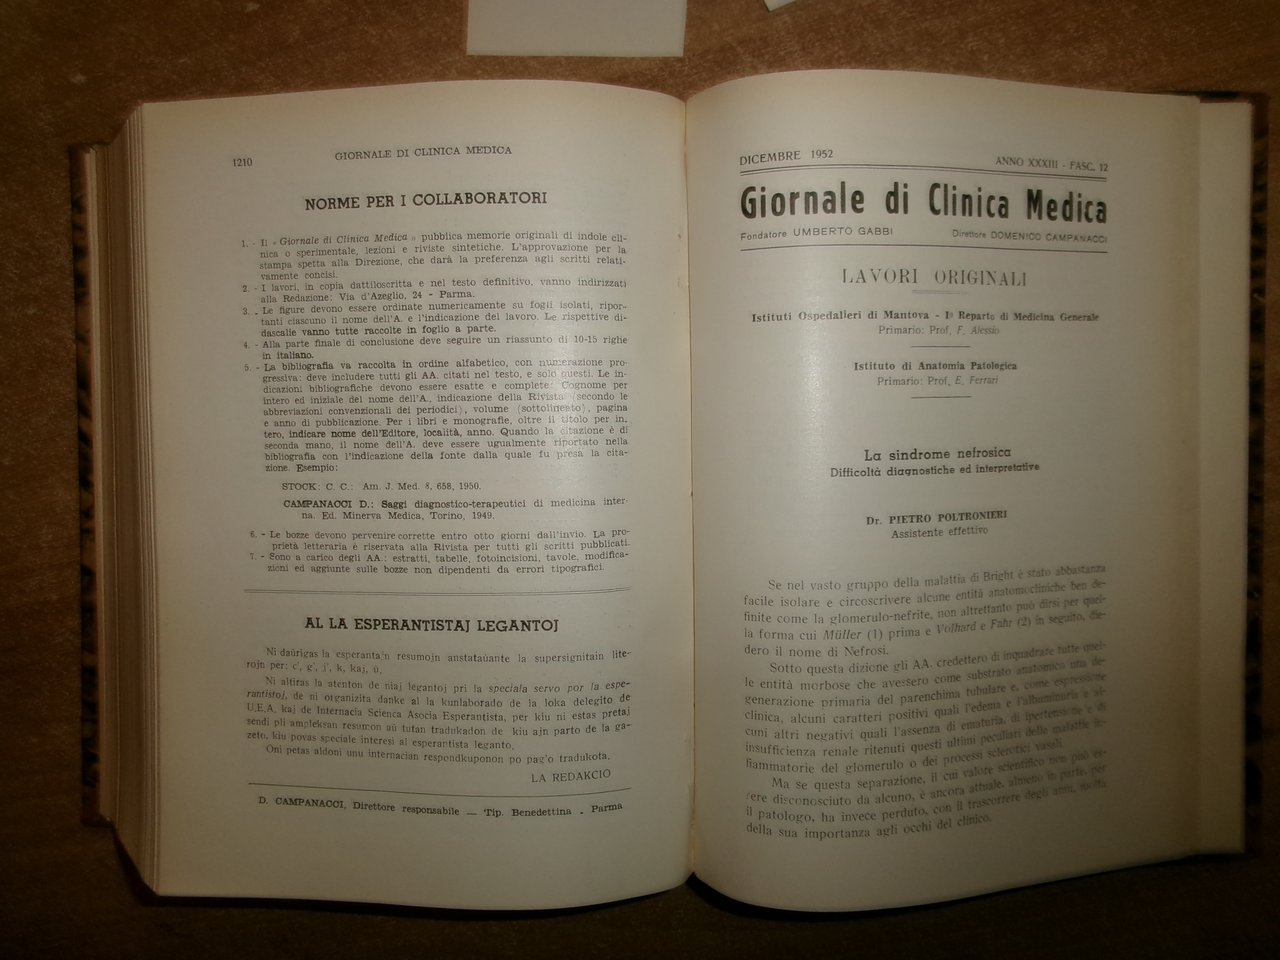 1210
GIORNALE DI CLINICA MEDICA
NORME PER I COLLABORATORI
1. - Il « Giornale di Clinica Medica » pubblica memorie originali di indole cli-
nica o sperimentale, lezioni e riviste sintetiche. L'approvazione per la
stampa spetta alla Direzione, che darà la preferenza agli scritti relati-
vamente concisi.
2. - I lavori, in copia dattiloscritta e nel testo definitivo, vanno indirizzati
alla Redazione: Via d'Azeglio, 24 - Parma.
3. - Le figure devono essere ordinate numericamente su fogli isolati, ripor-
tanti ciascuno il nome dell'A. e l'indicazione del lavoro. Le rispettive di-
dascalie vanno tutte raccolte in foglio a parte.
4. - Alla parte finale di conclusione deve seguire un riassunto di 10-15 righe
in italiano.
5. - La bibliografia va raccolta in ordine alfabetico, con numerazione pro-
gressiva: deve includere tutti gli AA. citati nel testo, e solo questi. Le in-
dicazioni bibliografiche devono essere esatte e complete: Cognome per
intero ed iniziale del nome dell'A., indicazione della Rivista (secondo le
abbreviazioni convenzionali dei periodici), volume (sottolineato), pagina
e anno di pubblicazione. Per i libri e monografie, oltre il titolo per in-
tero, indicare nome dell'Editore, località, anno. Quando la citazione è di
seconda mano, il nome dell'A. deve essere ugualmente riportato nella
bibliografia con l'indicazione della fonte dalla quale fu presa la cita-
zione. Esempio:
STOCK: C. C.: Am. J. Med. 8, 658, 1950.
CAMPANACCI D.: Saggi diagnostico-terapeutici di medicina inter-
na. Ed. Minerva Medica, Torino, 1949.
6. - Le bozze devono pervenire corrette entro otto giorni dall'invio. La pro-
prietà letteraria è riservata alla Rivista per tutti gli scritti pubblicati.
7. - Sono a carico degli AA.: estratti, tabelle, fotoincisioni, tavole, modifica-
zioni ed aggiunte sulle bozze non dipendenti da errori tipografici.
AL LA ESPERANTISTAJ LEGANTOJ
Ni daŭrigas la esperanta'n resumojn anstataŭante la supersignitain lite-
rojn per: c', g', j', k, kaj, ŭ,
Ni altiras la atenton de niaj legantoj pri la speciala servo por la espe-
rantistoj, de ni organizita danke al la kunlaborado de la loka delegito de
U.E.A. kaj de Internacia Scienca Asocia Esperantista, per kiu ni estas pretaj
sendi pli ampleksan resumon aŭ tutan tradukadon de kiu ajn parto de la ga-
zeto, kiu povas speciale interesi al esperantista leganto.
Oni petas aldoni unu internacian respondkuponon po pag'o tradukota.
LA REDAKCIO
D. CAMPANACCI, Direttore responsabile — Tip. Benedettina - Parma
DICEMBRE 1952
ANNO XXXIII - FASC. 12
Giornale di Clinica Medica
Fondatore UMBERTO GABBI
Direttore DOMENICO CAMPANACCI
LAVORI ORIGINALI
Istituti Ospedalieri di Mantova - Iº Reparto di Medicina Generale
Primario: Prof. F. Alessio
Istituto di Anatomia Patologica
Primario: Prof. E. Ferrari
La sindrome nefrosica
Difficoltà diagnostiche ed interpretative
Dr. PIETRO POLTRONIERI
Assistente effettivo
Se nel vasto gruppo della malattia di Bright è stato abbastanza
facile isolare e circoscrivere alcune entità anatomocliniche ben de-
finite come la glomerulo-nefrite, non altrettanto può dirsi per quel-
la forma cui Müller (1) prima e Volhard e Fahr (2) in seguito, die-
dero il nome di Nefrosi.
Sotto questa dizione gli AA. credettero di inquadrare tutte quel-
le entità morbose che avessero come substrato anatomico una de-
generazione primaria del parenchima tubulare e, come espressione
clinica, alcuni caratteri positivi quali l'edema e l'albuminuria e al-
cuni altri negativi quali l'assenza di ematuria, di ipertensione e di
insufficienza renale ritenuti questi ultimi peculiari delle malattie in-
fiammatorie del glomerulo o dei processi sclerotici vasali.
Ma se questa separazione, il cui valore scientifico non può es-
sere disconosciuto da alcuno, è ancora attuale, almeno in parte, per
il patologo, ha invece perduto, con il trascorrere degli anni, molta
della sua importanza agli occhi del clinico.